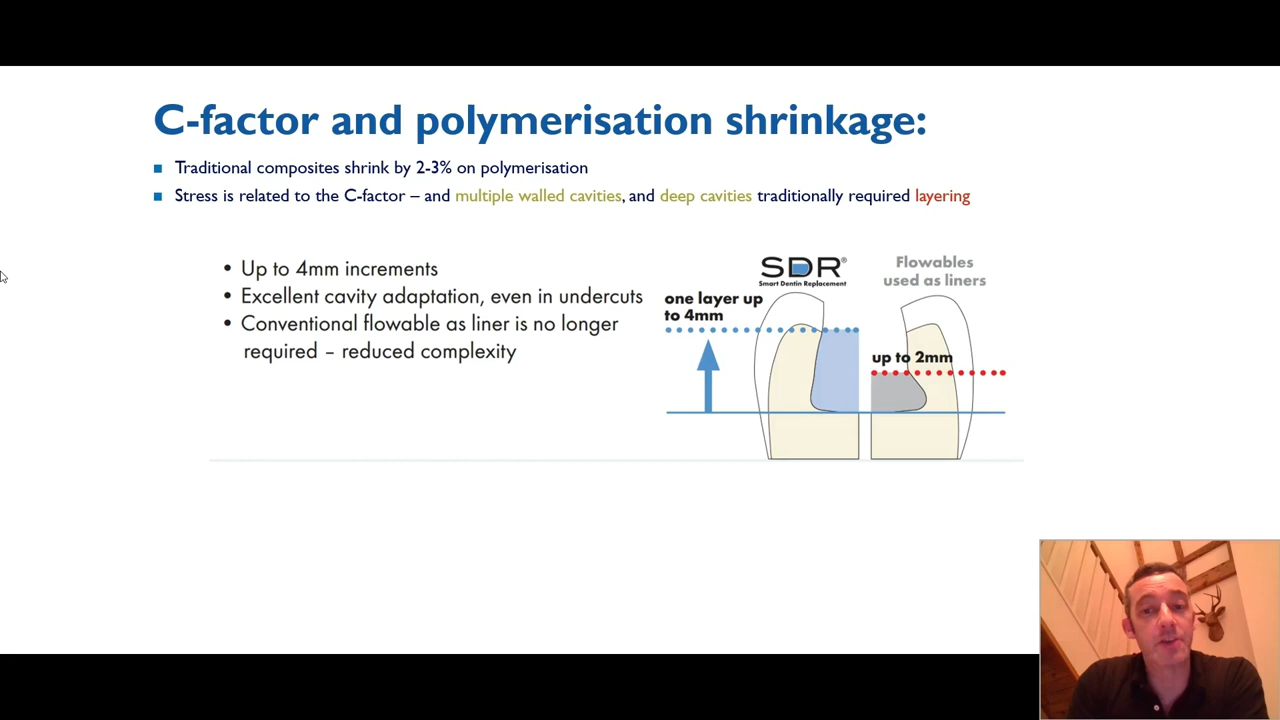 C-factor and polymerisation shrinkage:
Traditional composites shrink by 2-3% on polymerisation
Stress is related to the C-factor – and multiple walled cavities, and deep cavities traditionally required layering
• Up to 4mm increments
• Excellent cavity adaptation, even in undercuts
• Conventional flowable as liner is no longer
required – reduced complexity
SDR®
Smart Dentin Replacement
Flowables
used as liners
one layer up
to 4mm
up to 2mm